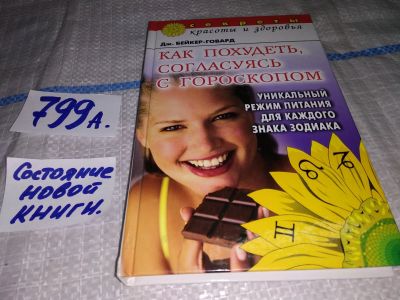 секреты
красоты и здоровья
Дж. БЕЙКЕР-ГОВАРД
КАК ПОХУДЕТЬ,
СОГЛАСУЯСЬ
С ГОРОСКОПОМ
УНИКАЛЬНЫЙ
РЕЖИМ ПИТАНИЯ
ДЛЯ КАЖДОГО
ЗНАКА ЗОДИАКА
799 А.
Состояние
новой
книги.